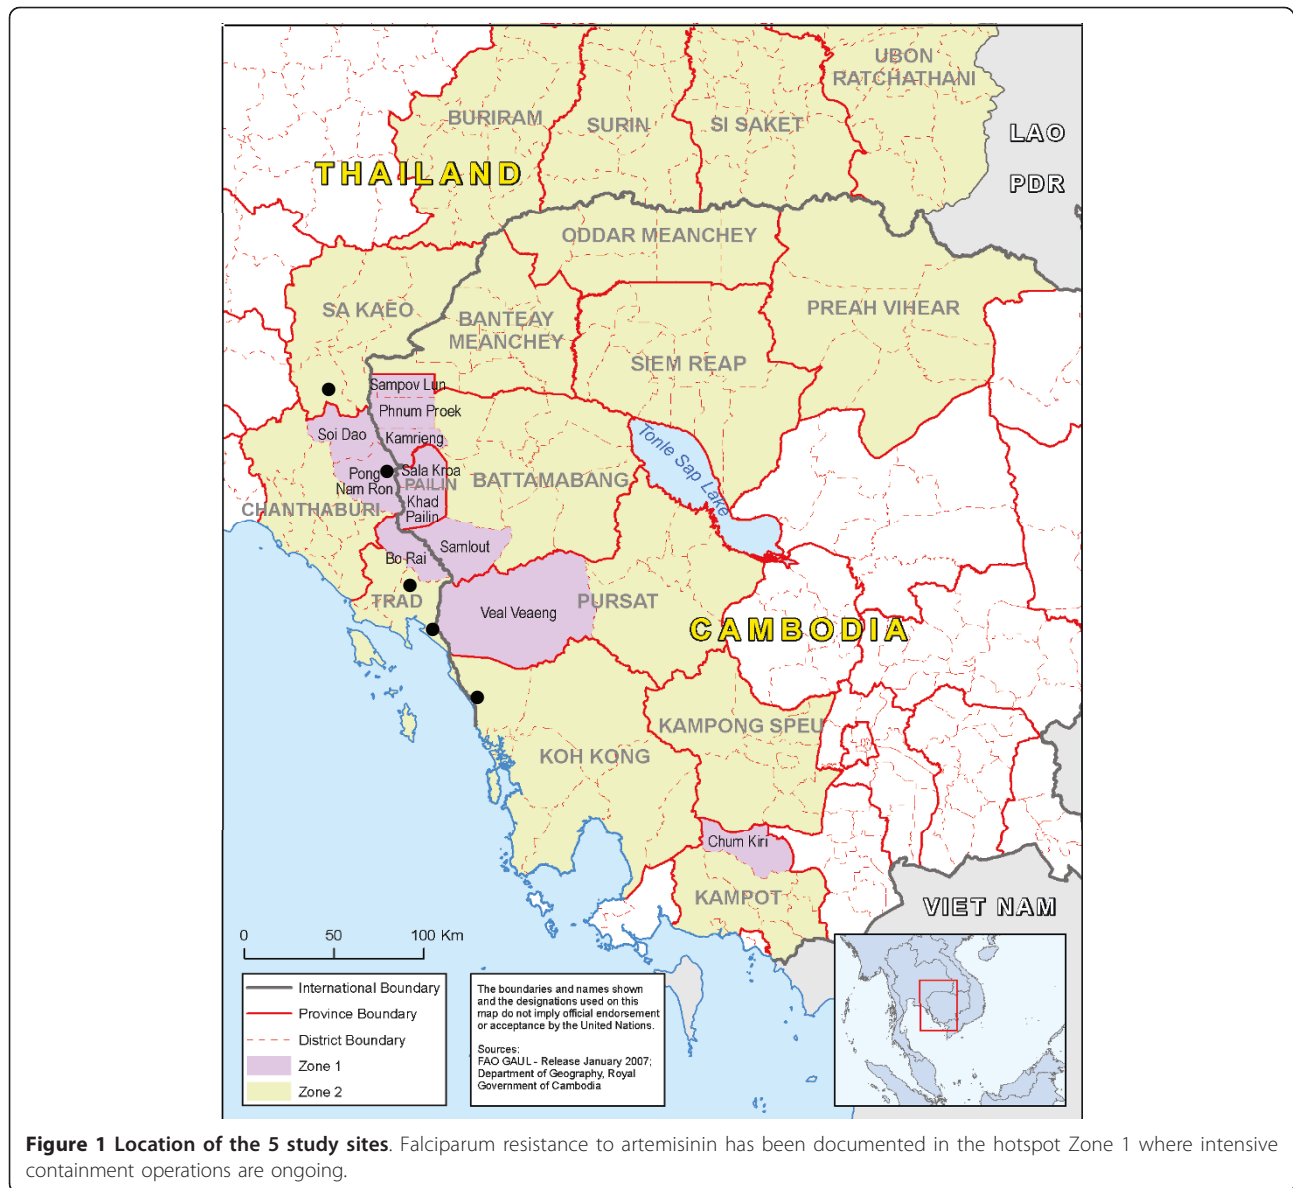 UBON
RATCHATHANI
BURIRAM
SURIN
SI SAKET
LAO
PDR
THAILAND
ODDAR MEANCHEY
SA KAEO
BANTEAY
MEANCHEY
PREAH VIHEAR
SIEM REAP
Sampov Lun
Phnum Proek
Soi Dao
Kamrieng
Tonle Sap Lake
Pong
Nam Ron
Sala Krpa
PAILIN
BATTAMABANG
Khad
Pailin
CHANTHABURI
Bo Rai
Samlout
TRAD
Veal Veaeng
PURSAT
CAMBODIA
KAMPONG SPEU
KOH KONG
Chum Kiri
KAMPOT
VIET NAM
0 50 100 Km
International Boundary
Province Boundary
District Boundary
Zone 1
Zone 2
The boundaries and names shown
and the designations used on this
map do not imply official endorsement
or acceptance by the United Nations.
Sources:
FAO GAUL - Release January 2007;
Department of Geography, Royal
Government of Cambodia
Figure 1 Location of the 5 study sites. Falciparum resistance to artemisinin has been documented in the hotspot Zone 1 where intensive
containment operations are ongoing.